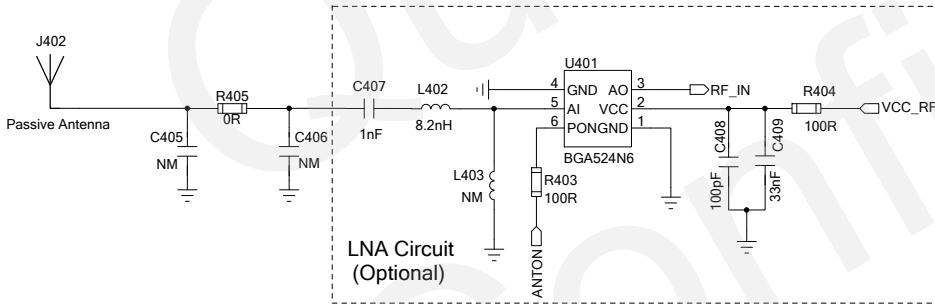 J402
Passive Antenna
R405
0R
C405
NM
C406
NM
C407
1nF
L402
8.2nH
L403
NM
U401
4 GND AO 3
5 AI VCC 2
6 PONGND 1
BGA524N6
RF_IN
R403
100R
ANTON
C408
100pF
C409
33nF
R404
100R
VCC_RF
LNA Circuit
(Optional)